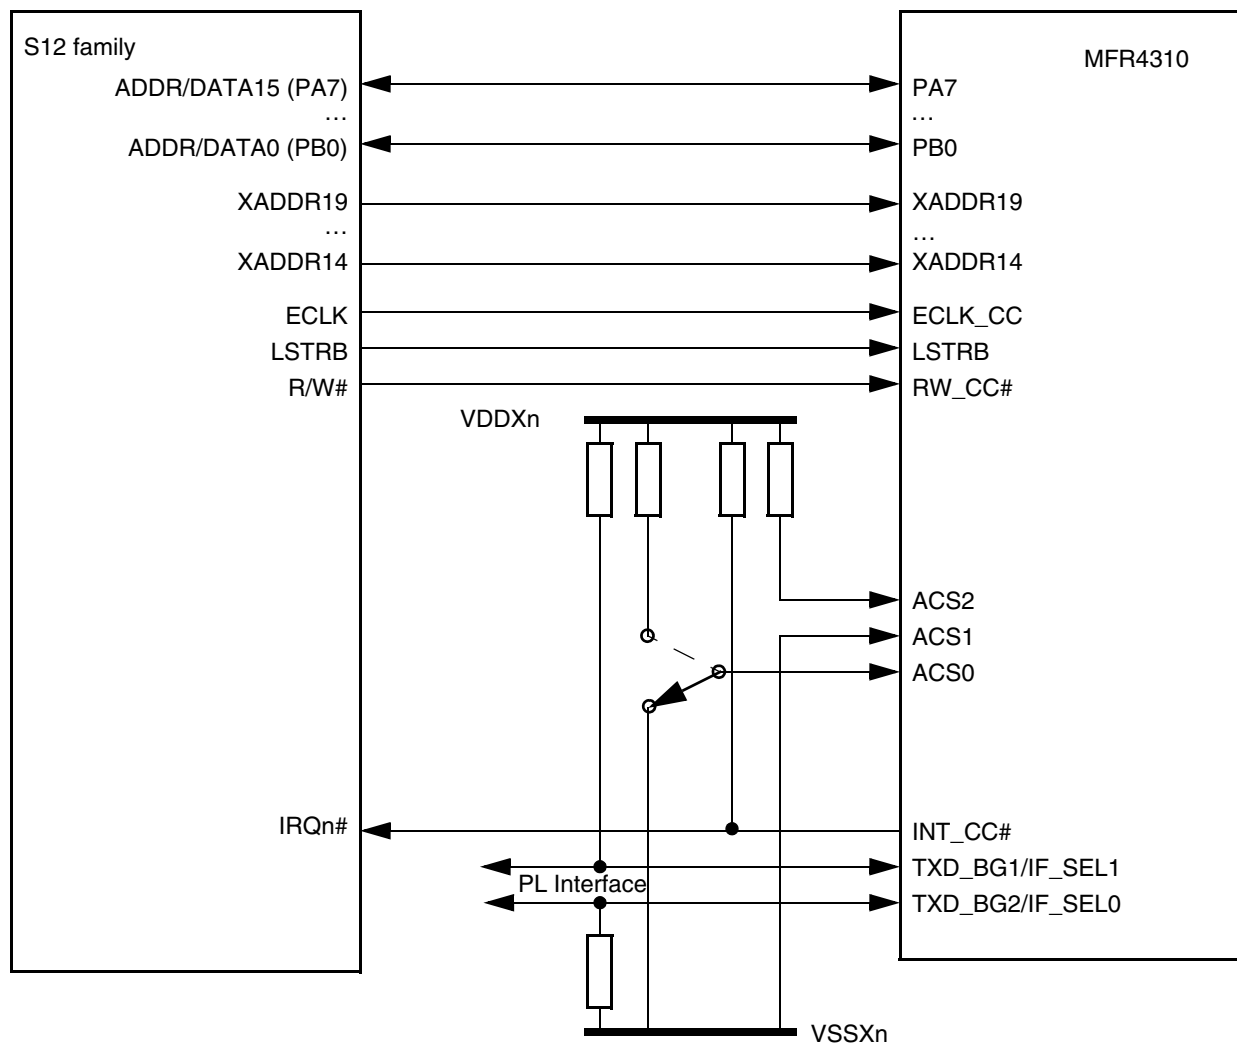 S12 family
MFR4310
ADDR/DATA15 (PA7)
PA7
...
...
ADDR/DATA0 (PB0)
PB0
XADDR19
XADDR19
...
...
XADDR14
XADDR14
ECLK
ECLK_CC
LSTRB
LSTRB
R/W#
RW_CC#
VDDXn
ACS2
ACS1
ACS0
IRQn#
INT_CC#
TXD_BG1/IF_SEL1
PL Interface
TXD_BG2/IF_SEL0
VSSXn